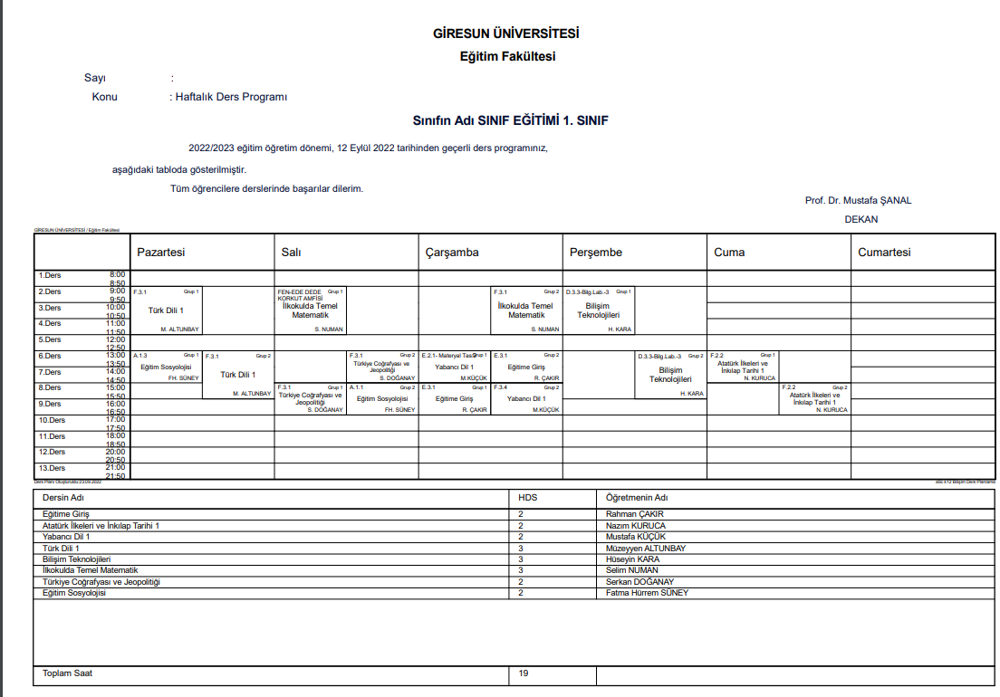 GİRESUN ÜNİVERSİTESİ
Eğitim Fakültesi
Sayı :
Konu : Haftalık Ders Programı
Sınıfın Adı SINIF EĞİTİMİ 1. SINIF
2022/2023 eğitim öğretim dönemi, 12 Eylül 2022 tarihinden geçerli ders programınız,
aşağıdaki tabloda gösterilmiştir.
Tüm öğrencilere derslerinde başarılar dilerim.
Prof. Dr. Mustafa ŞANAL
DEKAN
GİRESUN ÜNİVERSİTESİ / Eğitim Fakültesi
Pazartesi Salı Çarşamba Perşembe Cuma Cumartesi
1.Ders 8:00 8:50
2.Ders 9:00 9:50
3.Ders 10:00 10:50
4.Ders 11:00 11:50
F.3.1 Grup 1
Türk Dili 1
M. ALTUNBAY
FEN-EDE DEDE KORKUT AMFİSİ Grup 1
İlkokulda Temel
Matematik
S. NUMAN
F.3.1 Grup 2
İlkokulda Temel
Matematik
S. NUMAN
D.3.3-Bilg.Lab.-3 Grup 1
Bilişim
Teknolojileri
H. KARA
5.Ders 12:00 12:50
6.Ders 13:00 13:50
7.Ders 14:00 14:50
A.1.3 Grup 1
Eğitim Sosyolojisi
FH. SÜNEY
F.3.1 Grup 2
Türk Dili 1
M. ALTUNBAY
F.3.1 Grup 2
Türkiye Coğrafyası ve
Jeopolitiği
S. DOĞANAY
E.2.1- Materyal Grup 1
Yabancı Dil 1
M.KÜÇÜK
E.3.1 Grup 2
Eğitime Giriş
R. ÇAKIR
D.3.3-Bilg.Lab.-3 Grup 2
Bilişim
Teknolojileri
H. KARA
F.2.2 Grup 1
Atatürk İlkeleri ve
İnkılap Tarihi 1
N. KURUCA
8.Ders 15:00 15:50
9.Ders 16:00 16:50
F.3.1 Grup 1
Türkiye Coğrafyası ve
Jeopolitiği
S. DOĞANAY
A.1.1 Grup 2
Eğitim Sosyolojisi
FH. SÜNEY
E.3.1 Grup 1
Eğitime Giriş
R. ÇAKIR
F.3.4 Grup 2
Yabancı Dil 1
M.KÜÇÜK
F.2.2 Grup 2
Atatürk İlkeleri ve
İnkılap Tarihi 1
N. KURUCA
10.Ders 17:00 17:50
11.Ders 18:00 18:50
12.Ders 20:00 20:50
13.Ders 21:00 21:50
Ders Planı Oluşturuldu:23.09.2022
Dersin Adı HDS Öğretmenin Adı
Eğitime Giriş 2 Rahman ÇAKIR
Atatürk İlkeleri ve İnkılap Tarihi 1 2 Nazım KURUCA
Yabancı Dil 1 2 Mustafa KÜÇÜK
Türk Dili 1 3 Müzeyyen ALTUNBAY
Bilişim Teknolojileri 3 Hüseyin KARA
İlkokulda Temel Matematik 3 Selim NUMAN
Türkiye Coğrafyası ve Jeopolitiği 2 Serkan DOĞANAY
Eğitim Sosyolojisi 2 Fatma Hürrem SÜNEY
Toplam Saat 19